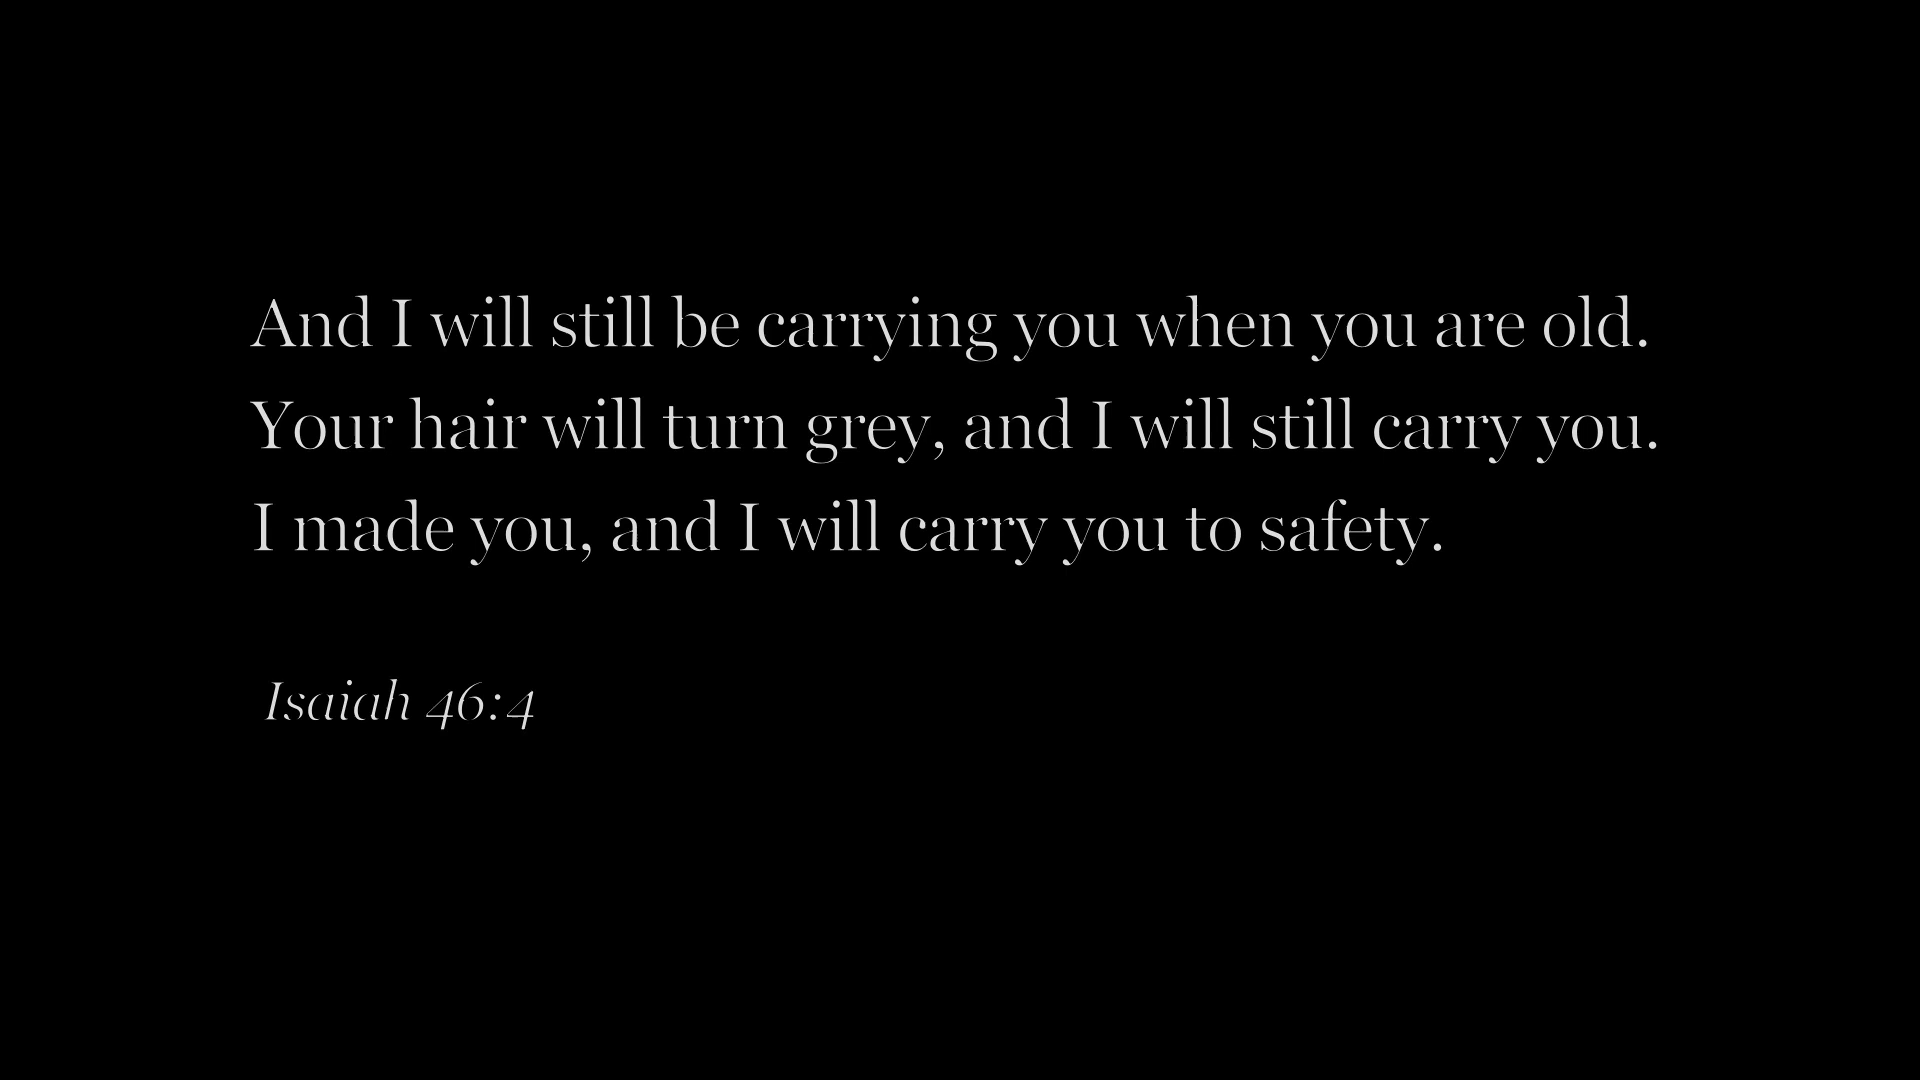 And I will still be carrying you when you are old.
Your hair will turn grey, and I will still carry you.
I made you, and I will carry you to safety.
Isaiah 46:4